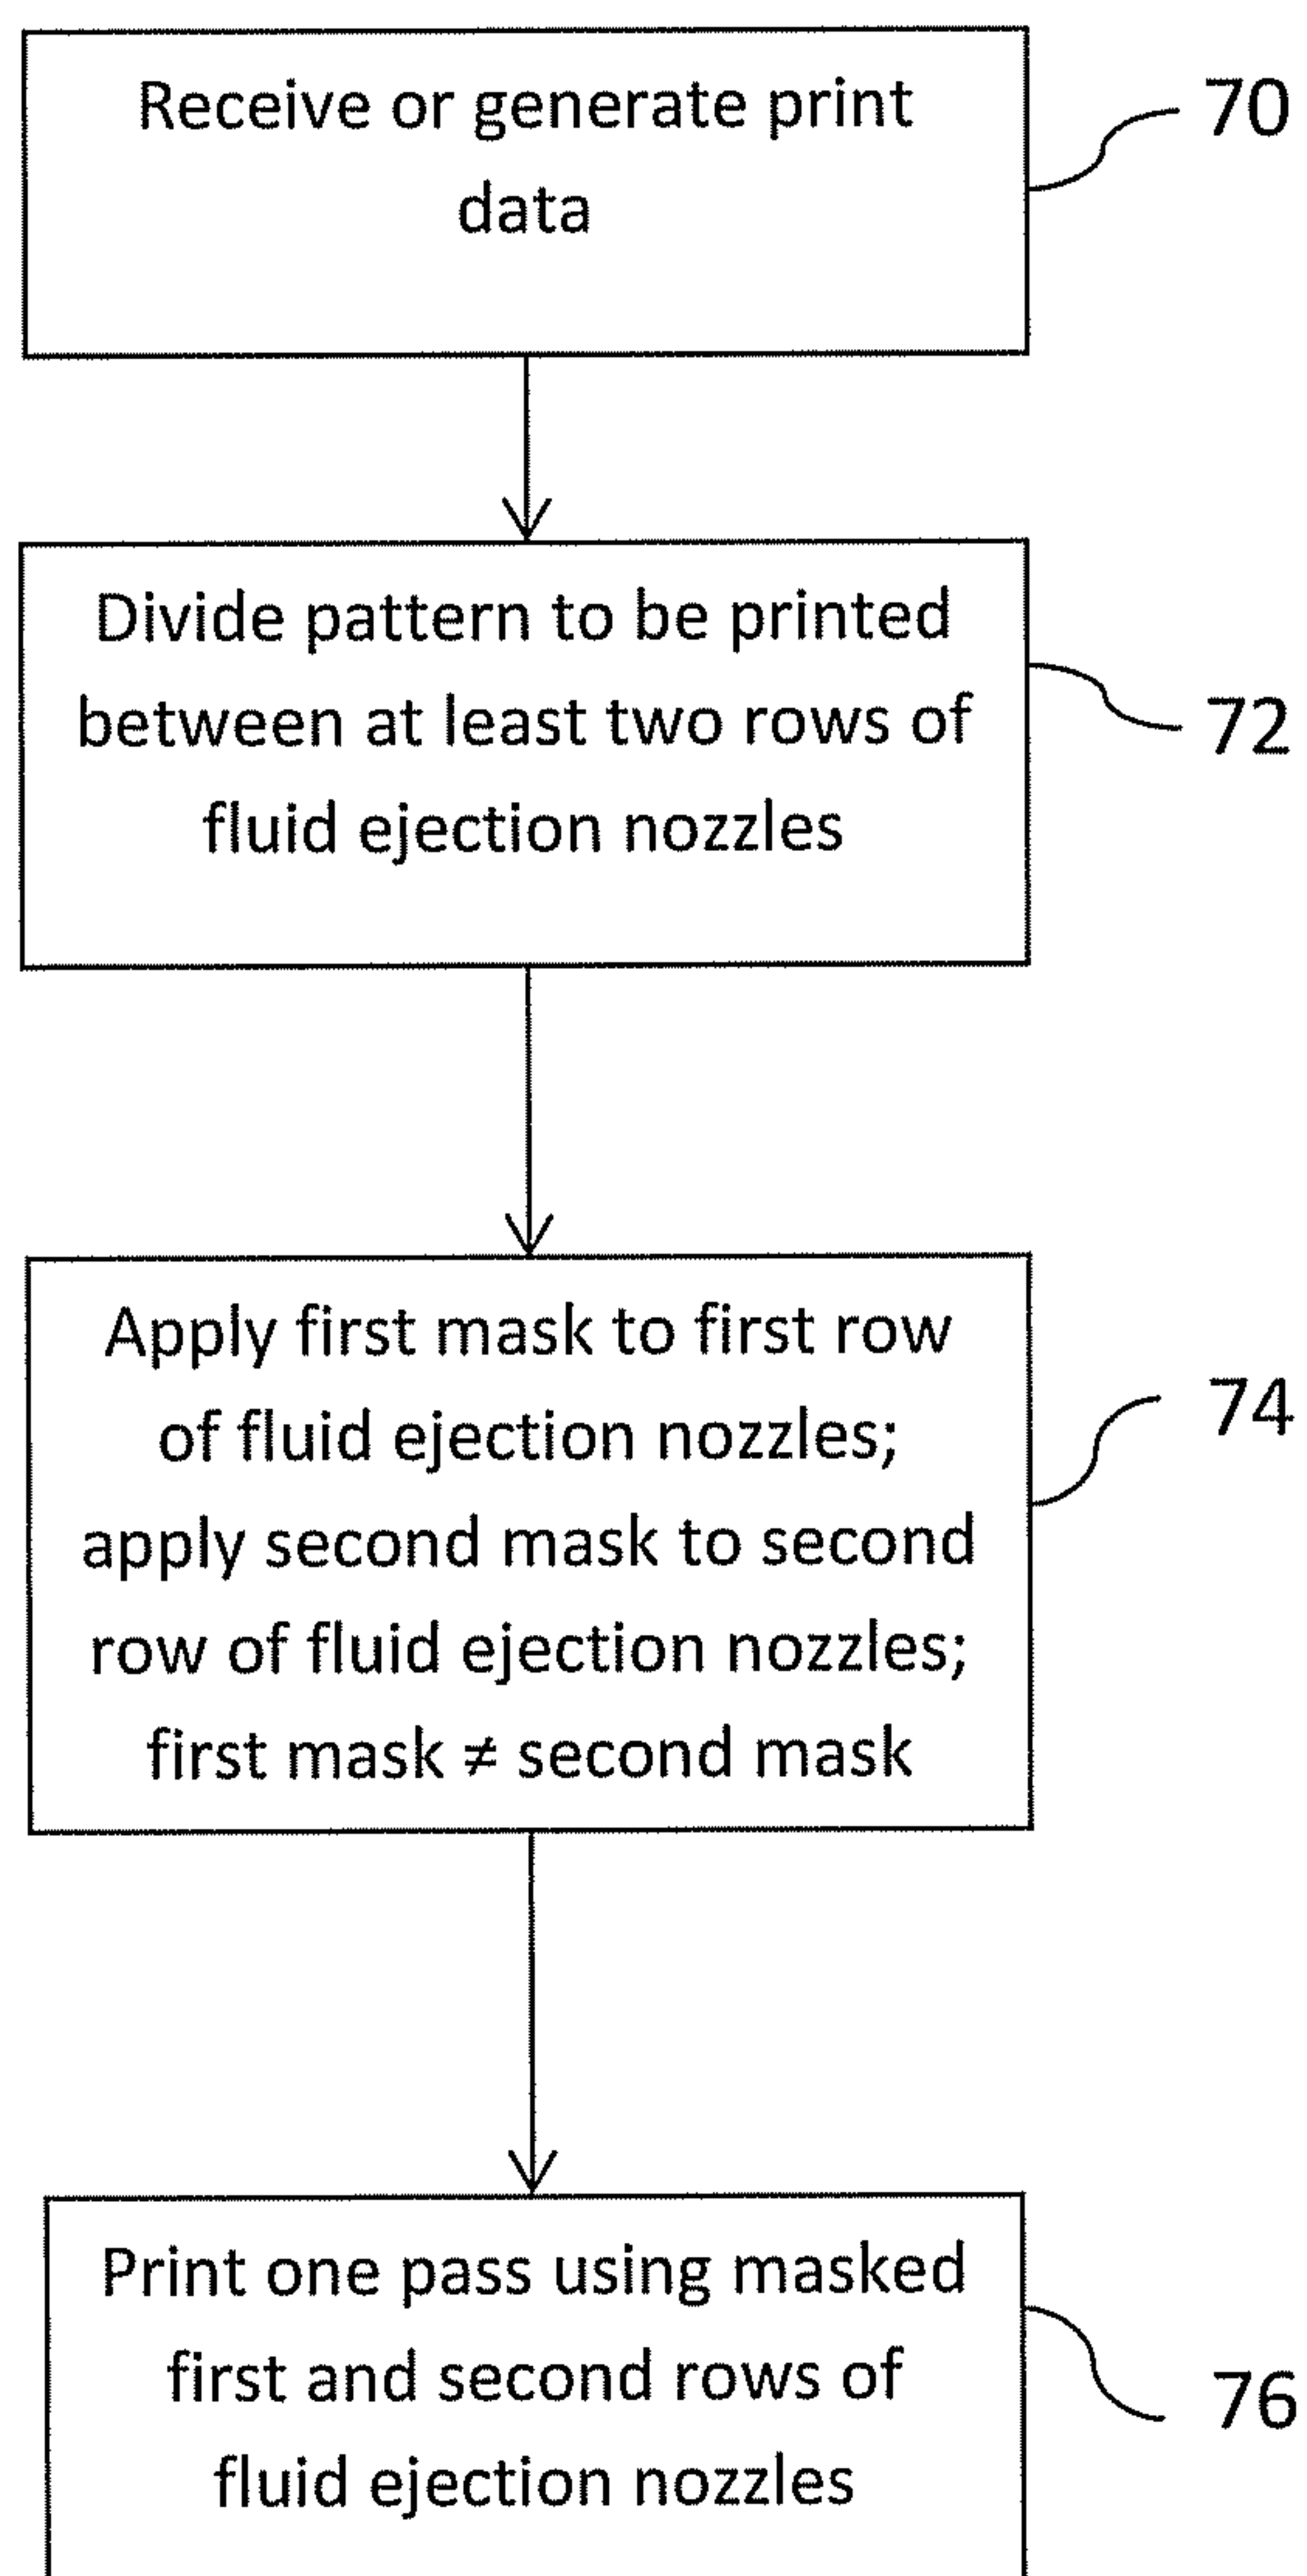 Receive or generate print
data
70
Divide pattern to be printed
between at least two rows of
fluid ejection nozzles
72
Apply first mask to first row
of fluid ejection nozzles;
apply second mask to second
row of fluid ejection nozzles;
first mask ≠ second mask
74
Print one pass using masked
first and second rows of
fluid ejection nozzles
76